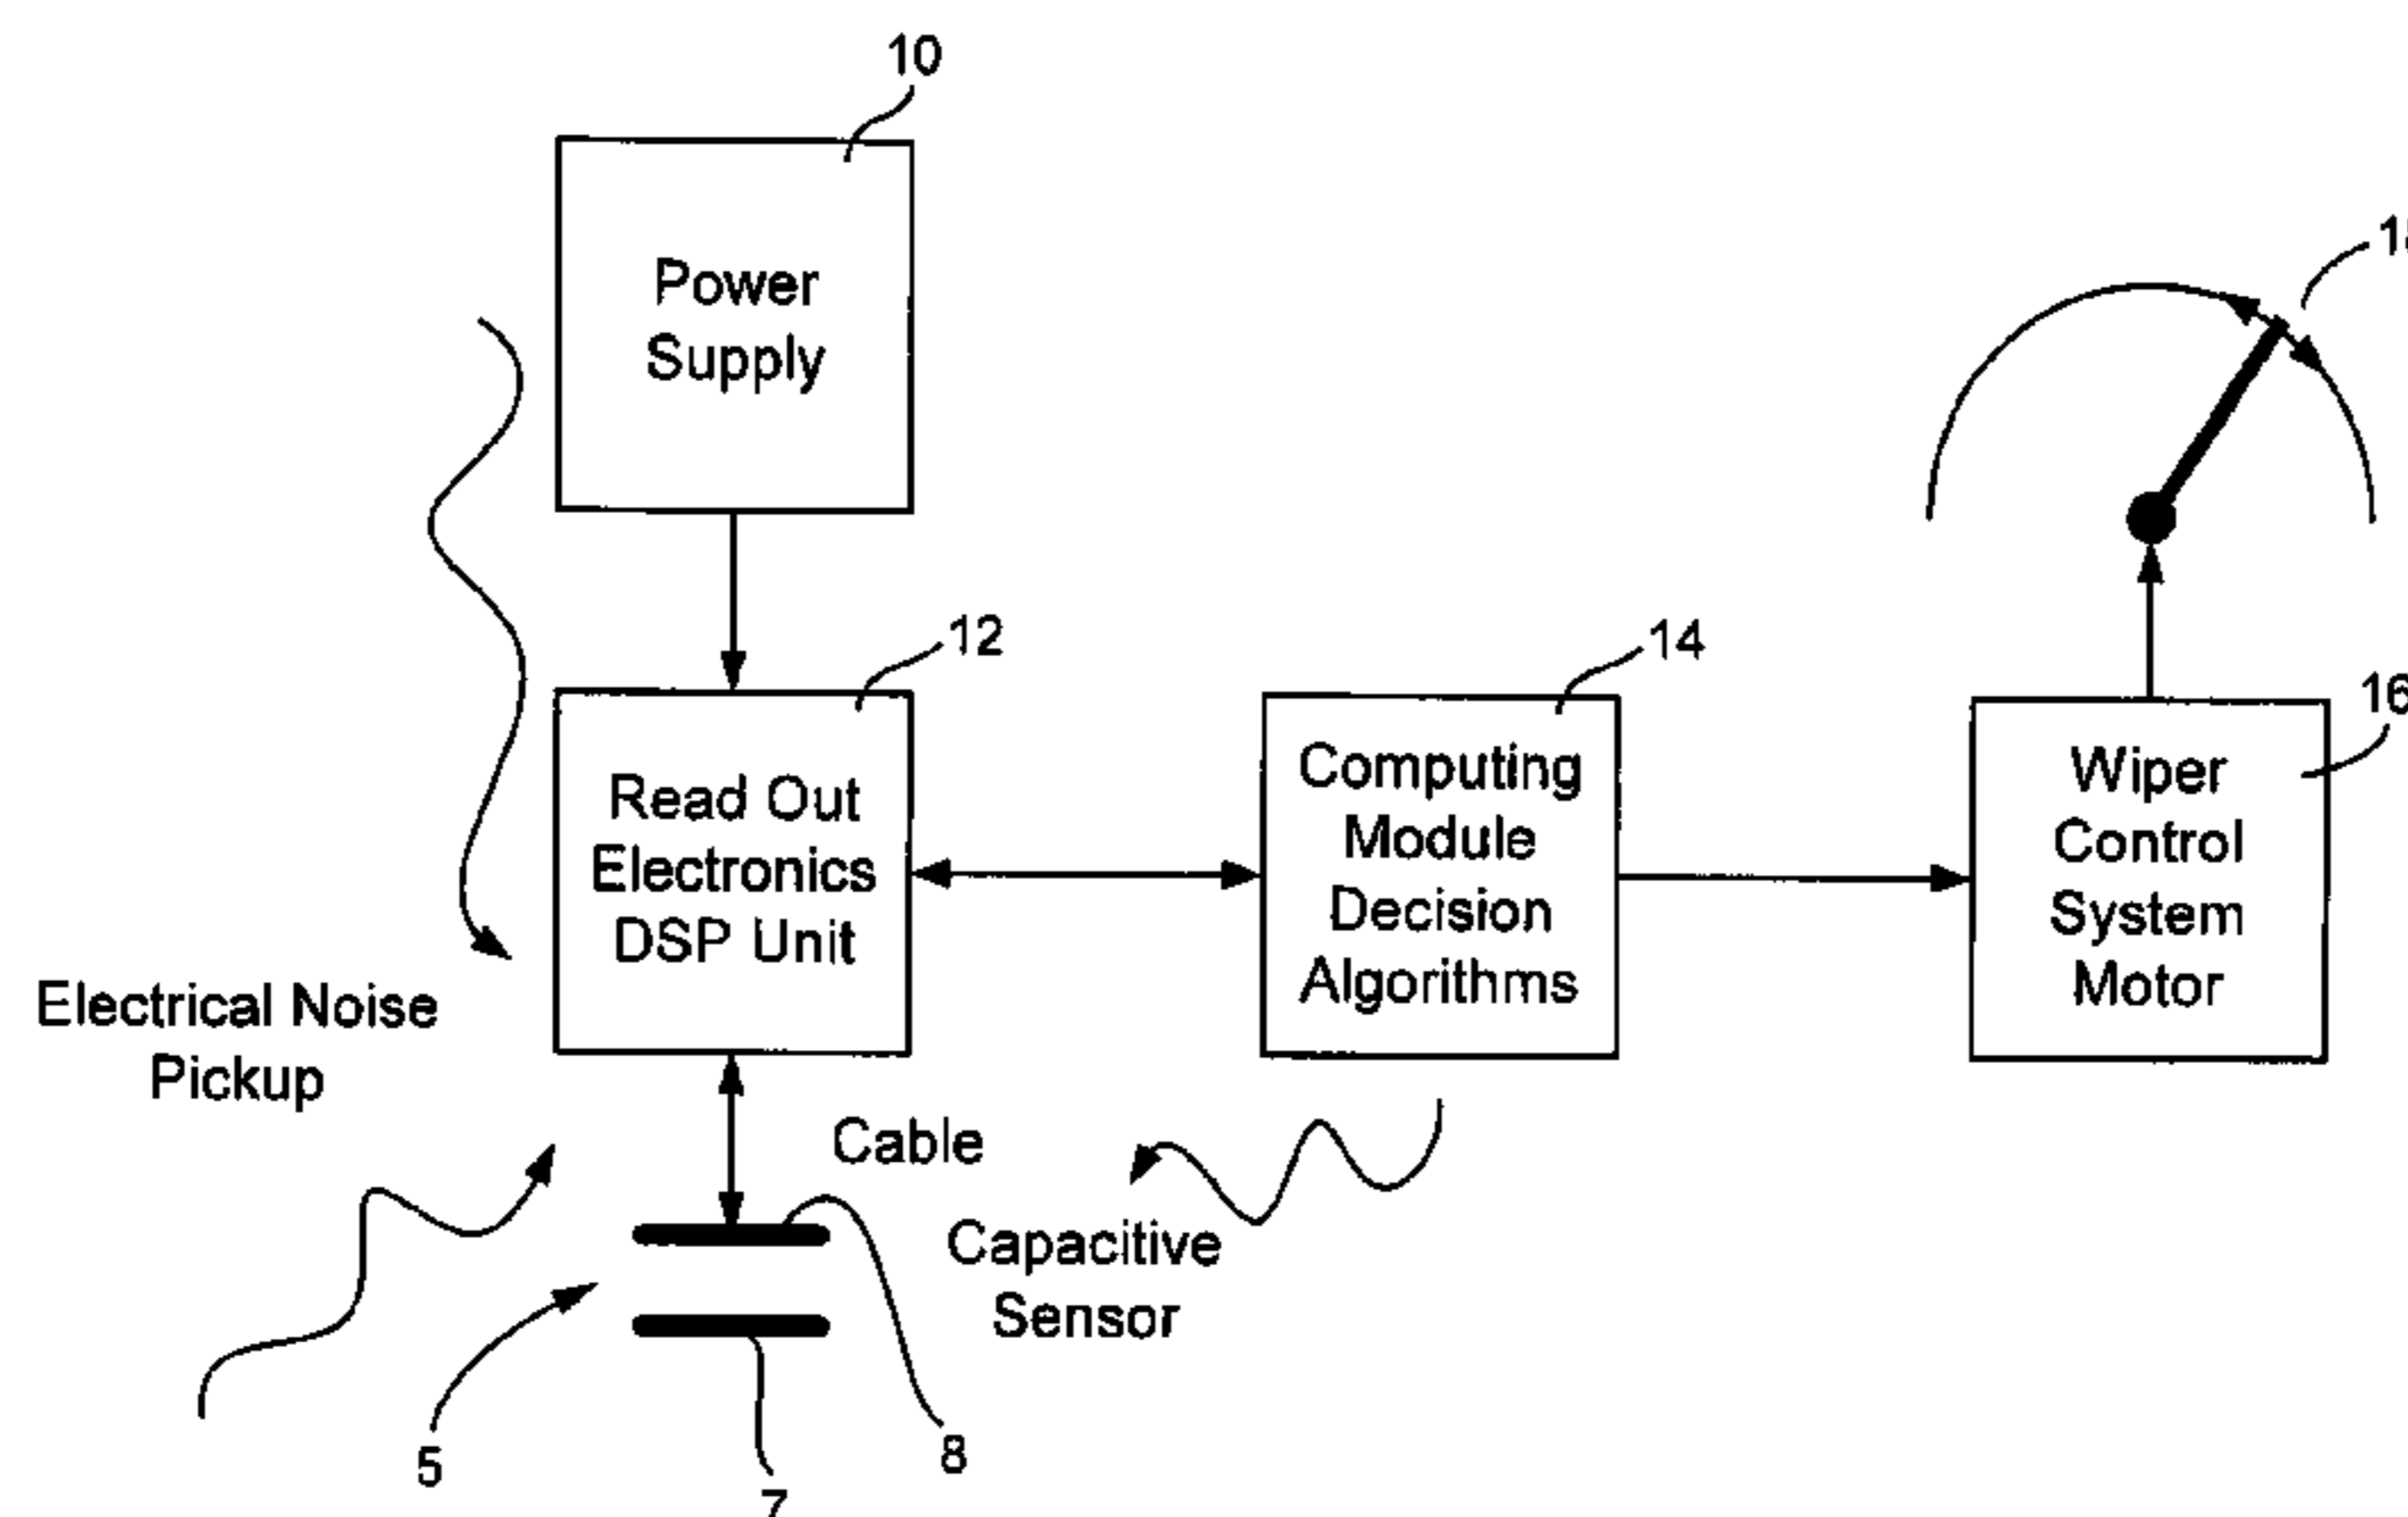 10
Power
Supply
12
Read Out
Electronics
DSP Unit
14
Computing
Module
Decision
Algorithms
16
Wiper
Control
System
Motor
Electrical Noise
Pickup
Cable
Capacitive
Sensor
5
7
8